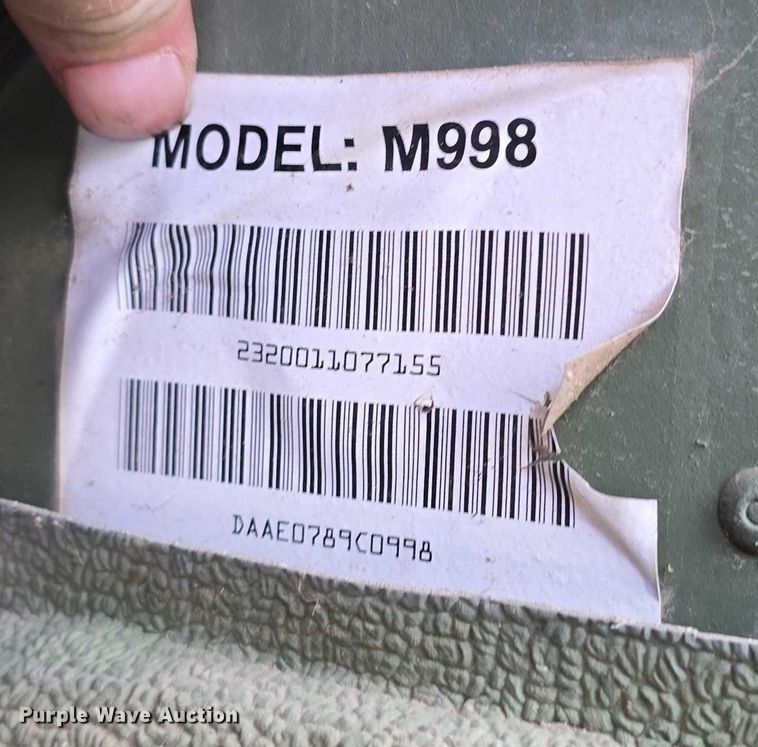 MODEL: M998
2320011077155
DAAE0789C0998
Purple Wave Auction